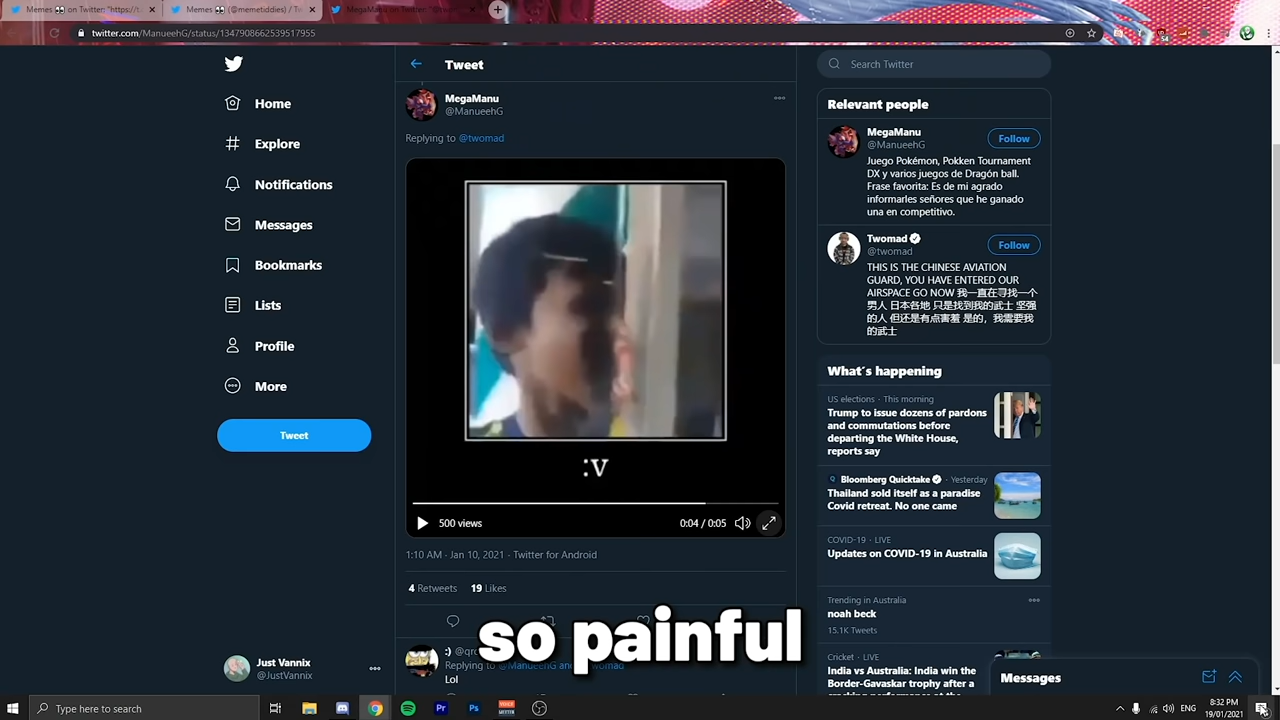 Memes 👀 on Twitter: "https://t.
Memes 👀 (@memetiddies) / Twi
MegaManu on Twitter: "@twomad
twitter.com/ManueehG/status/1347908662539517955
Home
Explore
Notifications
Messages
Bookmarks
Lists
Profile
More
Tweet
Just Vannix
@JustVannix
Tweet
MegaManu
@ManueehG
Replying to @twomad
:v
500 views
0:04 / 0:05
1:10 AM · Jan 10, 2021 · Twitter for Android
4 Retweets 19 Likes
so painful
Replying to @ManueehG and @twomad
Lol
Search Twitter
Relevant people
MegaManu
@ManueehG
Follow
Juego Pokémon, Pokken Tournament
DX y varios juegos de Dragón ball.
Frase favorita: Es de mi agrado
informarles señores que he ganado
una en competitivo.
Twomad
@twomad
Follow
THIS IS THE CHINESE AVIATION
GUARD, YOU HAVE ENTERED OUR
AIRSPACE GO NOW 我一直在寻找一个
男人 日本各地 只是找到我的武士 坚强
的人 但还是有点害羞 是的，我需要我
的武士
What's happening
US elections · This morning
Trump to issue dozens of pardons
and commutations before
departing the White House,
reports say
Bloomberg Quicktake · Yesterday
Thailand sold itself as a paradise
Covid retreat. No one came
COVID-19 · LIVE
Updates on COVID-19 in Australia
Trending in Australia
noah beck
15.1K Tweets
Cricket · LIVE
India vs Australia: India win the
Border-Gavaskar trophy after a
Messages
Type here to search
ENG
8:32 PM
19/01/2021